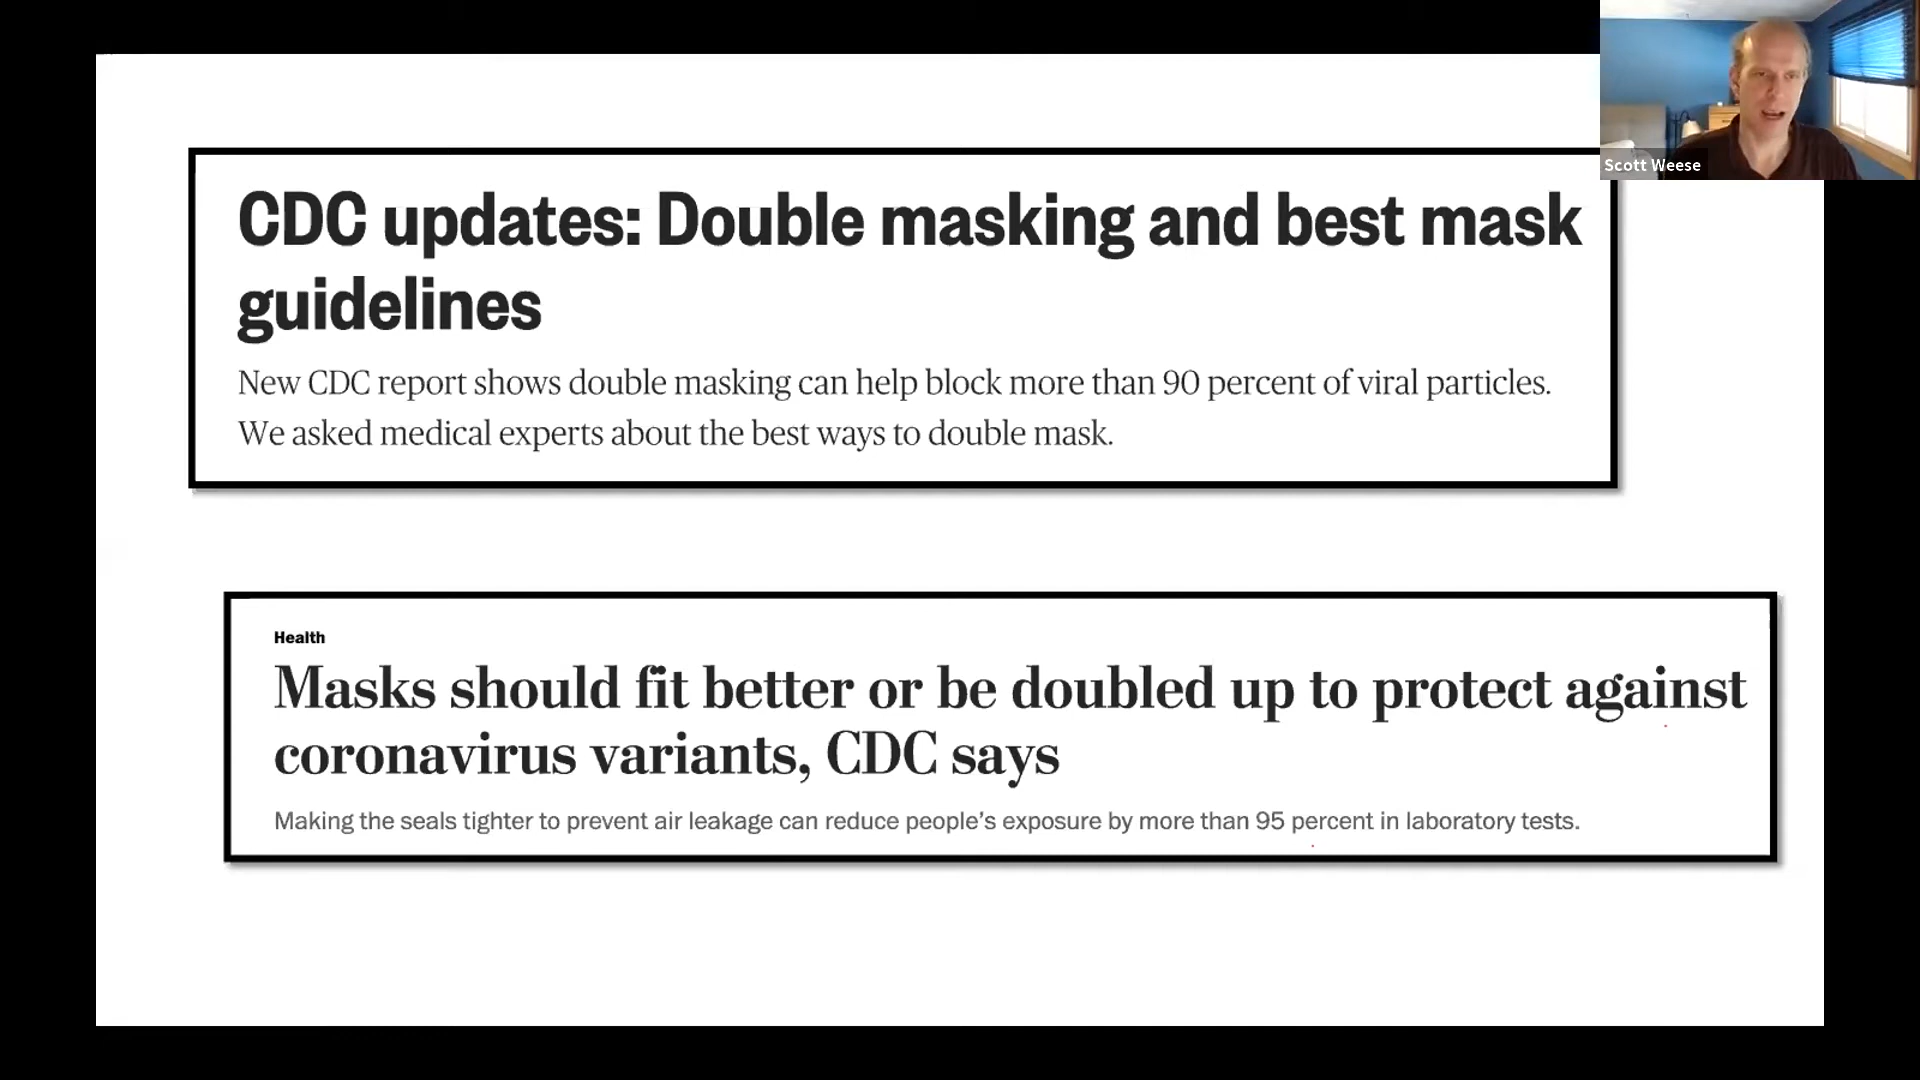 Scott Weese
CDC updates: Double masking and best mask
guidelines
New CDC report shows double masking can help block more than 90 percent of viral particles.
We asked medical experts about the best ways to double mask.
Health
Masks should fit better or be doubled up to protect against
coronavirus variants, CDC says
Making the seals tighter to prevent air leakage can reduce people’s exposure by more than 95 percent in laboratory tests.